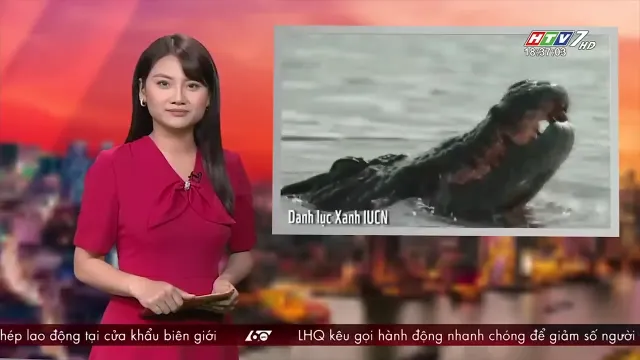 HTV7 HD
18:37:03
Danh lục Xanh IUCN
hép lao động tại cửa khẩu biên giới 60 LHQ kêu gọi hành động nhanh chóng để giảm số người